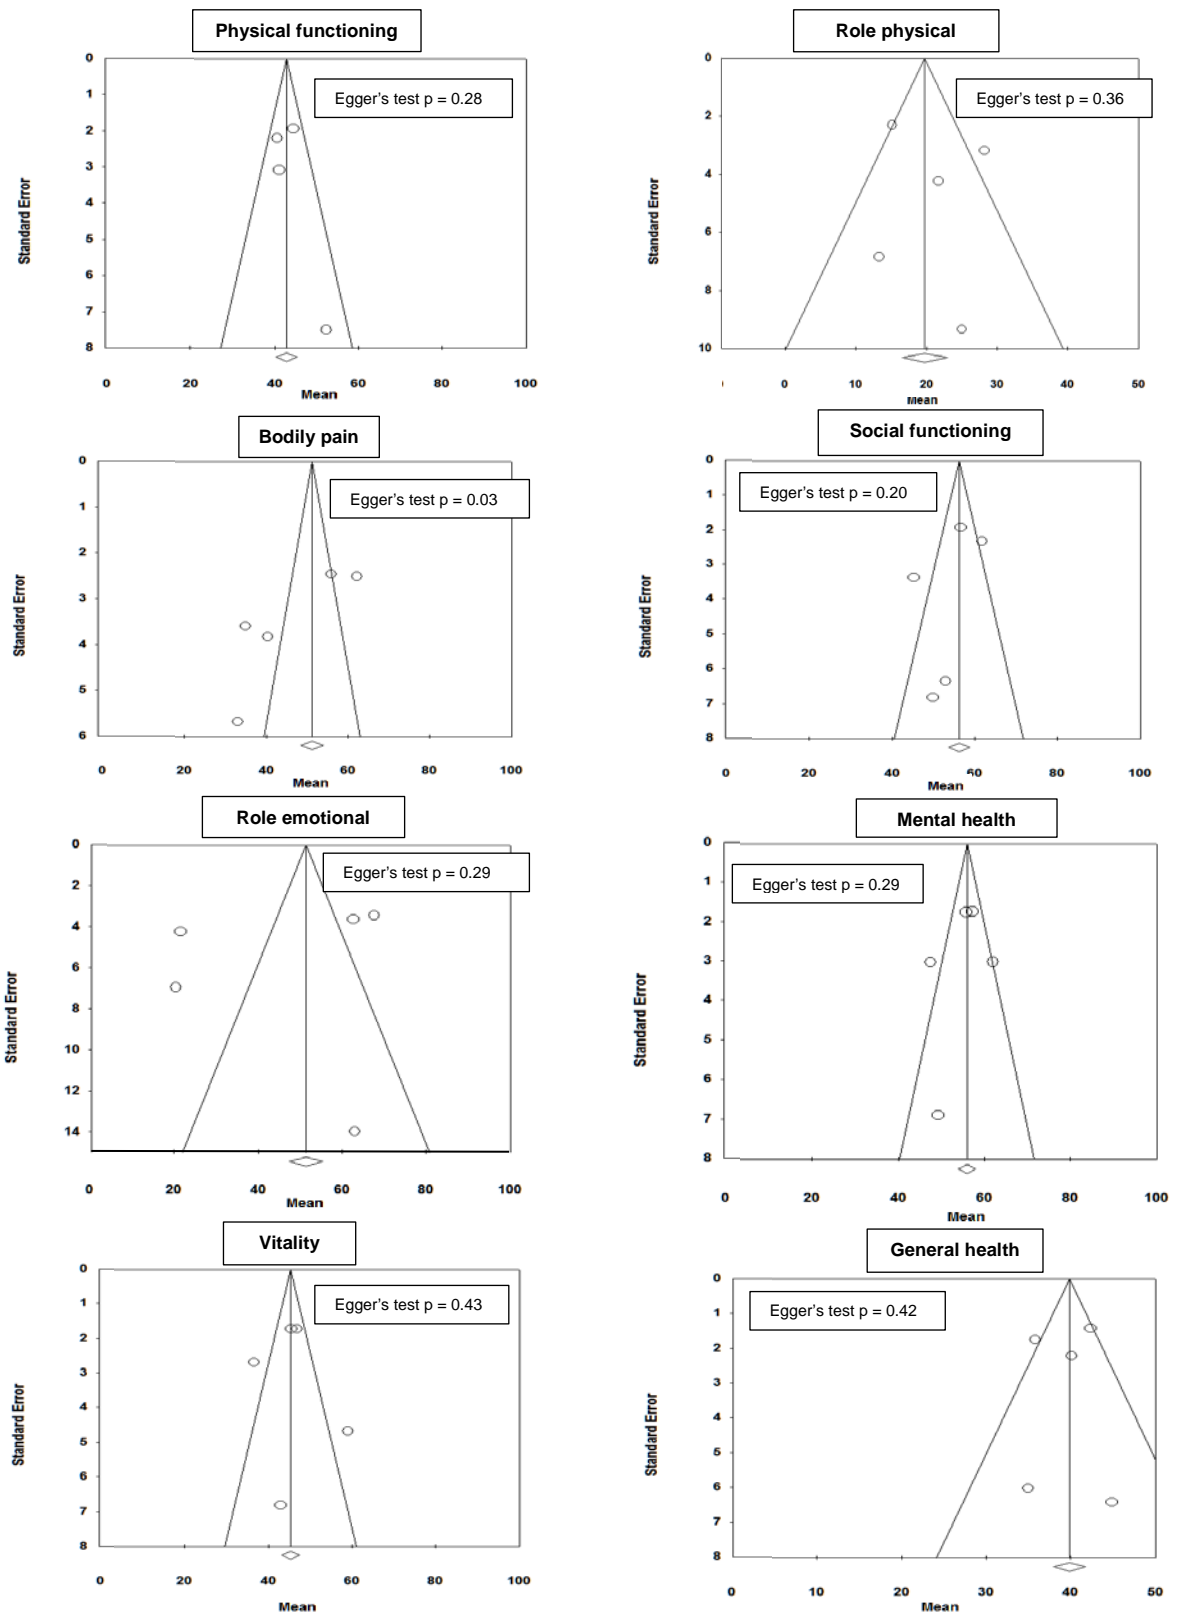 Physical functioning
Egger's test p = 0.28
Standard Error
0
1
2
3
4
5
6
7
8
0 20 40 60 80 100
Mean
Role physical
Egger's test p = 0.36
Standard Error
0
2
4
6
8
10
0 10 20 30 40 50
Mean
Bodily pain
Egger's test p = 0.03
Standard Error
0
1
2
3
4
5
6
0 20 40 60 80 100
Mean
Social functioning
Egger's test p = 0.20
Standard Error
0
1
2
3
4
5
6
7
8
0 20 40 60 80 100
Mean
Role emotional
Egger's test p = 0.29
Standard Error
0
2
4
6
8
10
12
14
0 20 40 60 80 100
Mean
Mental health
Egger's test p = 0.29
Standard Error
0
1
2
3
4
5
6
7
8
0 20 40 60 80 100
Mean
Vitality
Egger's test p = 0.43
Standard Error
0
1
2
3
4
5
6
7
8
0 20 40 60 80 100
Mean
General health
Egger's test p = 0.42
Standard Error
0
1
2
3
4
5
6
7
8
0 10 20 30 40 50
Mean